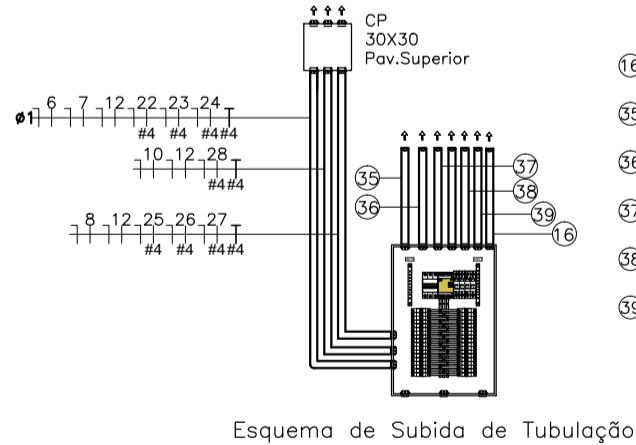 CP
30X30
Pav.Superior
ø1 6 7 12 22 23 24
#4 #4 #4 #4
10 12 28
#4 #4
8 12 25 26 27
#4 #4 #4 #4
35
36
37
38
39
16
16
35
36
37
38
39
Esquema de Subida de Tubulação